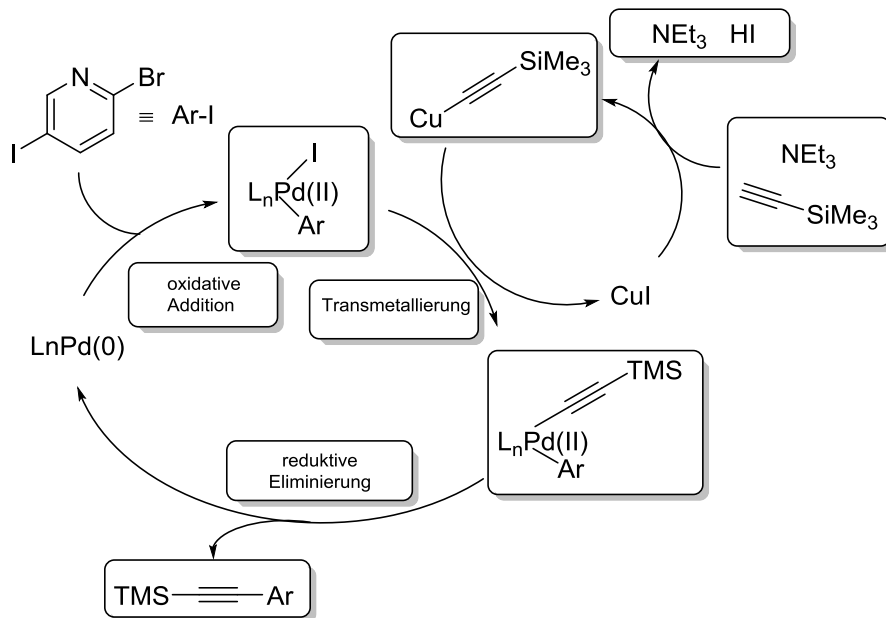 NEt3 HI
SiMe3
Cu
N
Br
I
≡ Ar-I
I
LnPd(II)
Ar
NEt3
SiMe3
oxidative
Addition
Transmetallierung
CuI
LnPd(0)
TMS
LnPd(II)
Ar
reduktive
Eliminierung
TMS
Ar